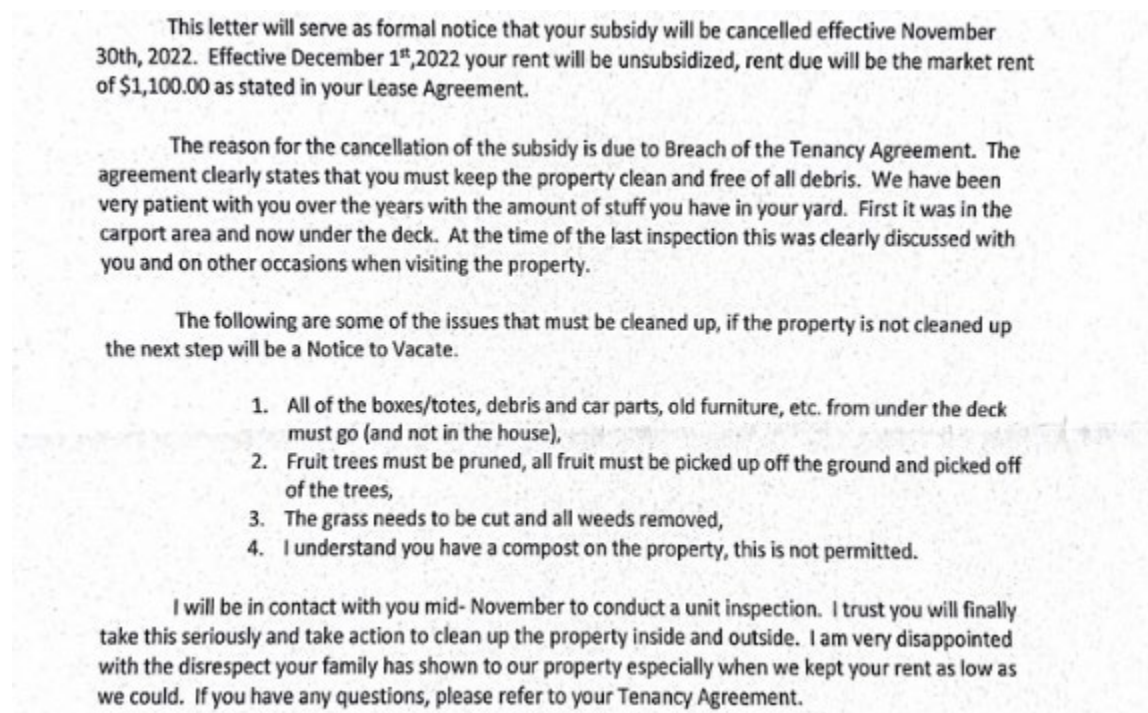 This letter will serve as formal notice that your subsidy will be cancelled effective November
30th, 2022. Effective December 1st,2022 your rent will be unsubsidized, rent due will be the market rent
of $1,100.00 as stated in your Lease Agreement.
The reason for the cancellation of the subsidy is due to Breach of the Tenancy Agreement. The
agreement clearly states that you must keep the property clean and free of all debris. We have been
very patient with you over the years with the amount of stuff you have in your yard. First it was in the
carport area and now under the deck. At the time of the last inspection this was clearly discussed with
you and on other occasions when visiting the property.
The following are some of the issues that must be cleaned up, if the property is not cleaned up
the next step will be a Notice to Vacate.
1. All of the boxes/totes, debris and car parts, old furniture, etc. from under the deck
must go (and not in the house),
2. Fruit trees must be pruned, all fruit must be picked up off the ground and picked off
of the trees,
3. The grass needs to be cut and all weeds removed,
4. I understand you have a compost on the property, this is not permitted.
I will be in contact with you mid- November to conduct a unit inspection. I trust you will finally
take this seriously and take action to clean up the property inside and outside. I am very disappointed
with the disrespect your family has shown to our property especially when we kept your rent as low as
we could. If you have any questions, please refer to your Tenancy Agreement.